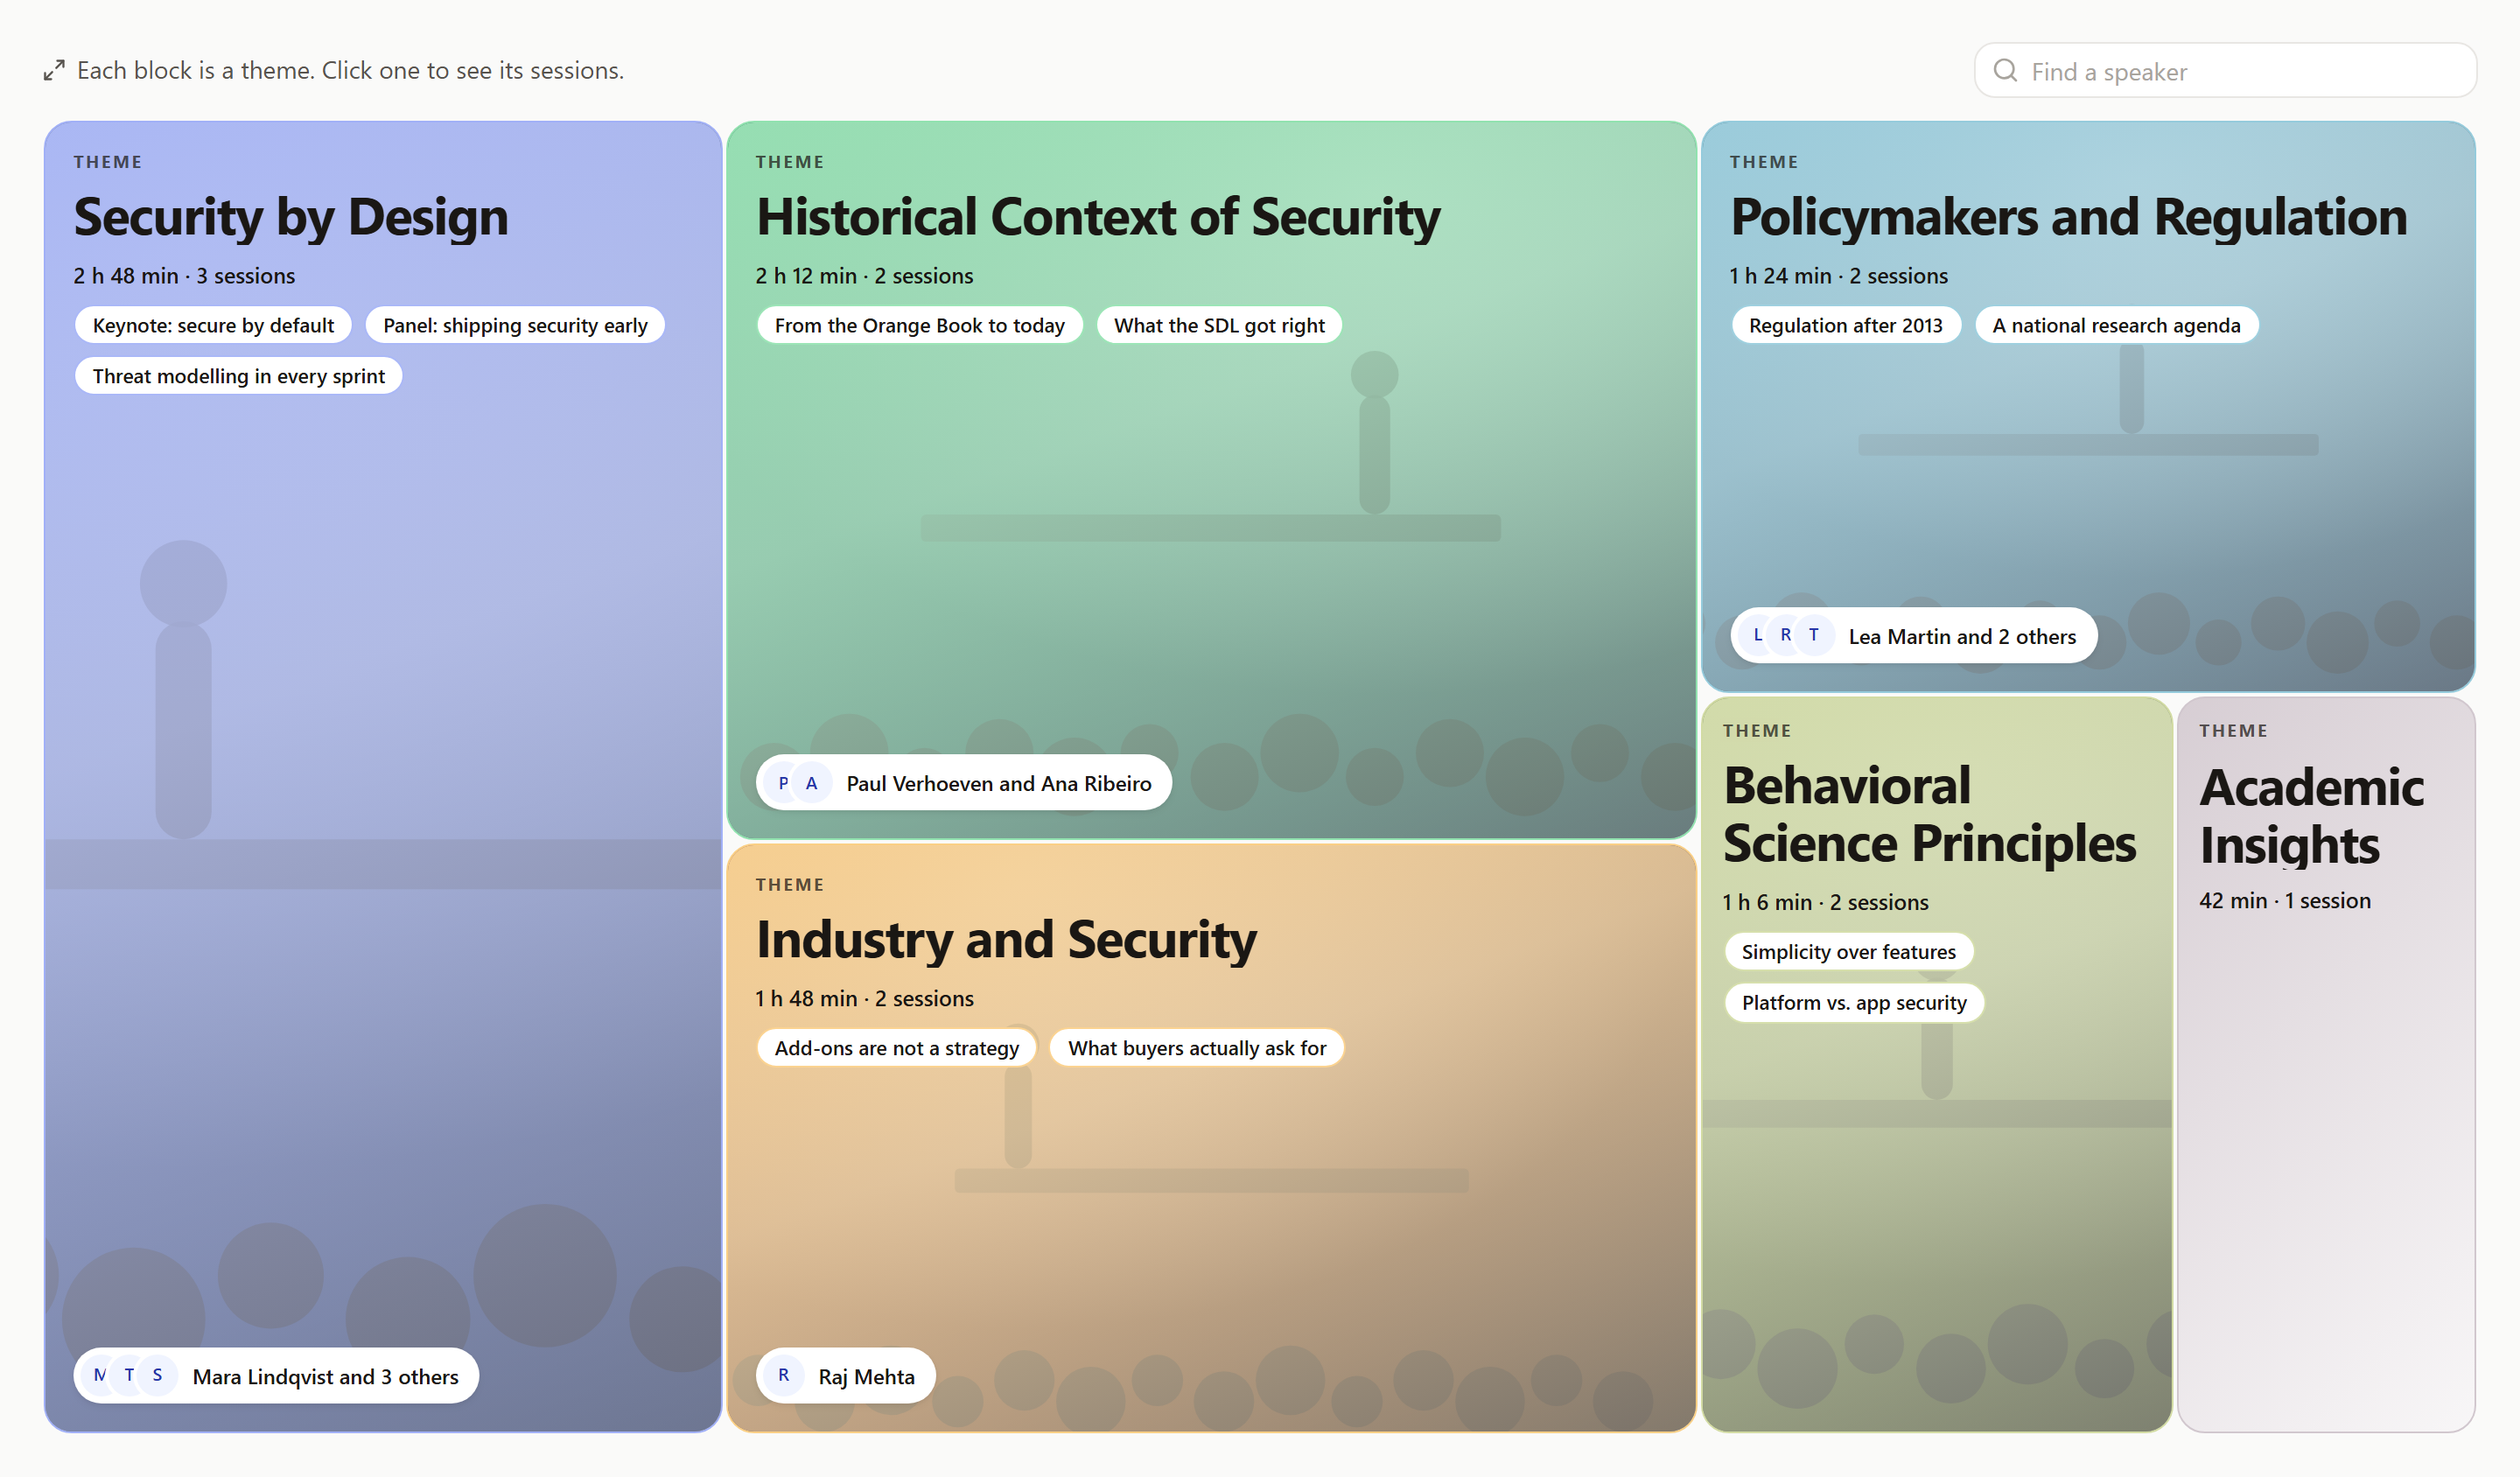 Each block is a theme. Click one to see its sessions.
Find a speaker
THEME
Security by Design
2 h 48 min · 3 sessions
Keynote: secure by default
Panel: shipping security early
Threat modelling in every sprint
M T S Mara Lindqvist and 3 others
THEME
Historical Context of Security
2 h 12 min · 2 sessions
From the Orange Book to today
What the SDL got right
P A Paul Verhoeven and Ana Ribeiro
THEME
Industry and Security
1 h 48 min · 2 sessions
Add-ons are not a strategy
What buyers actually ask for
R Raj Mehta
THEME
Policymakers and Regulation
1 h 24 min · 2 sessions
Regulation after 2013
A national research agenda
L R T Lea Martin and 2 others
THEME
Behavioral
Science Principles
1 h 6 min · 2 sessions
Simplicity over features
Platform vs. app security
THEME
Academic
Insights
42 min · 1 session